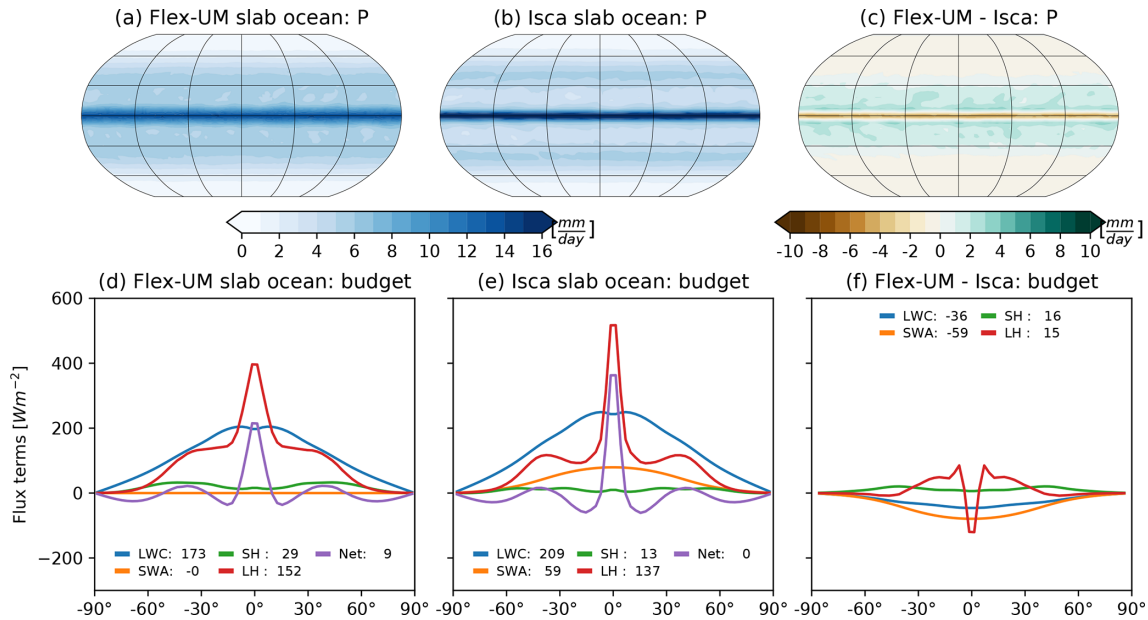 (a) Flex-UM slab ocean: P
(b) Isca slab ocean: P
(c) Flex-UM - Isca: P
0 2 4 6 8 10 12 14 16 [mm/day]
-10 -8 -6 -4 -2 0 2 4 6 8 10 [mm/day]
(d) Flex-UM slab ocean: budget
(e) Isca slab ocean: budget
(f) Flex-UM - Isca: budget
Flux terms [Wm⁻²]
600
400
200
0
−200
LWC: 173 SH : 29 Net: 9
SWA: -0 LH : 152
-90° -60° -30° 0° 30° 60° 90°
LWC: 209 SH : 13 Net: 0
SWA: 59 LH : 137
-90° -60° -30° 0° 30° 60° 90°
LWC: -36 SH : 16
SWA: -59 LH : 15
-90° -60° -30° 0° 30° 60° 90°